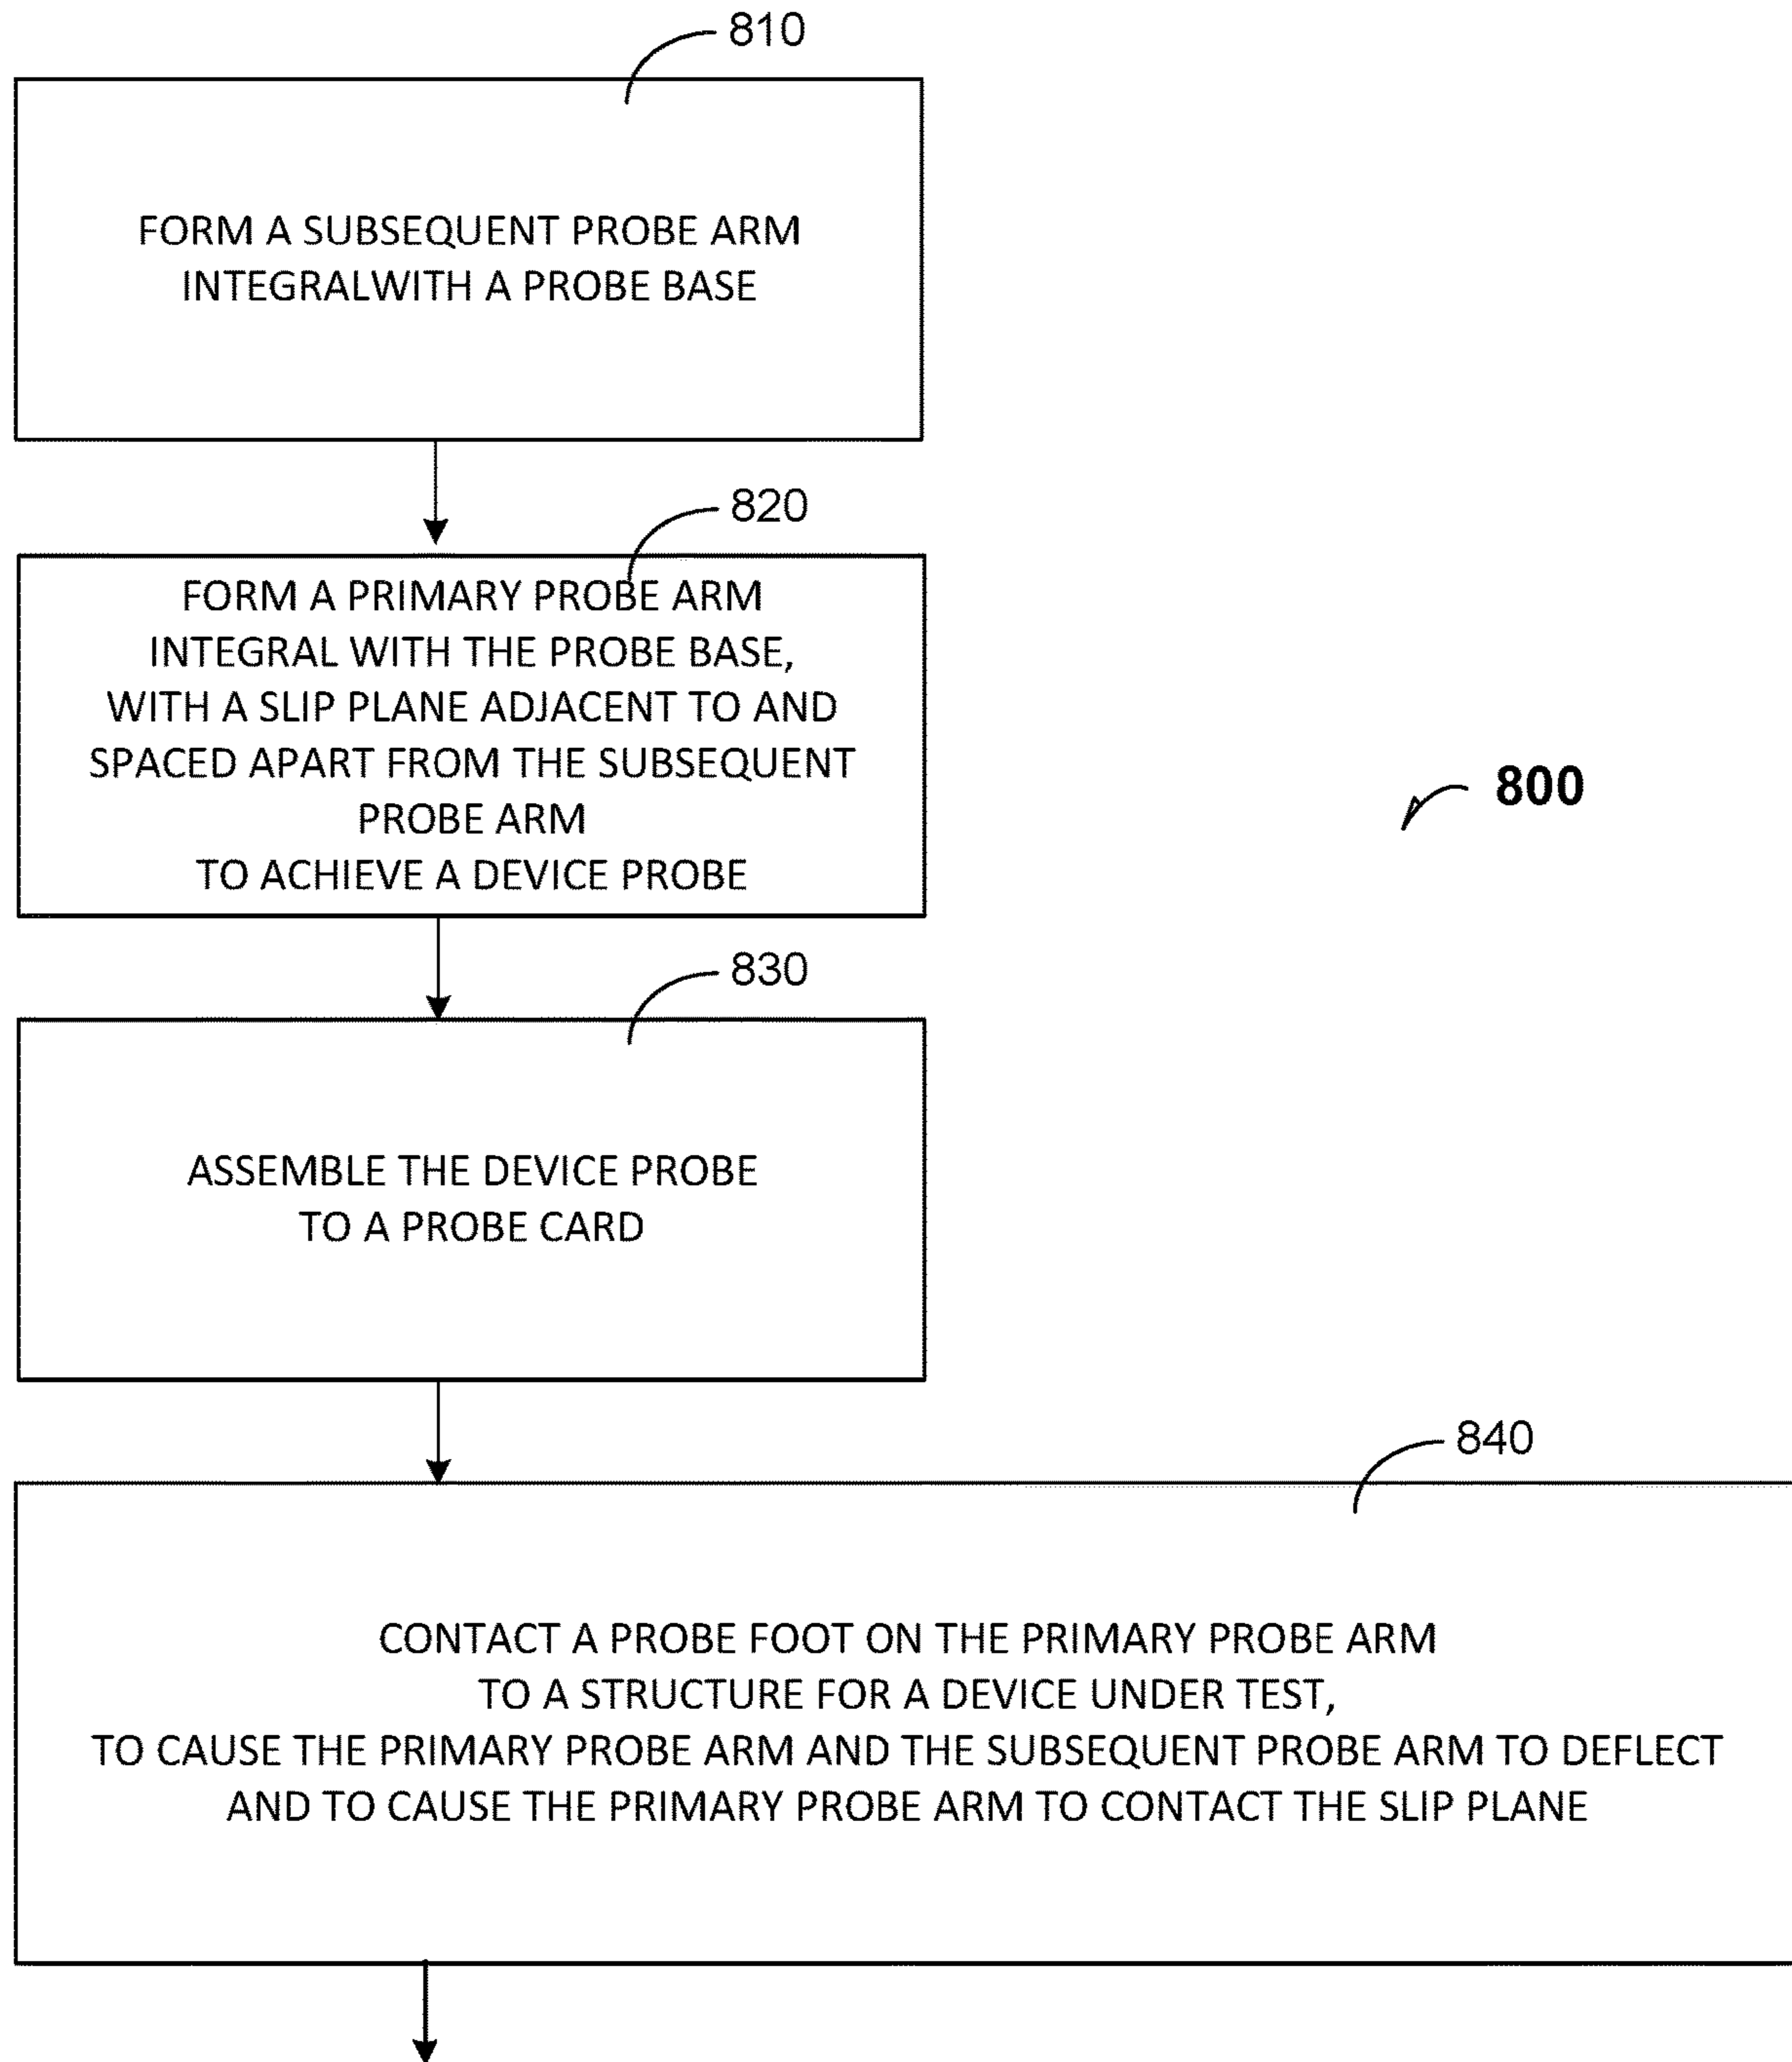 810
FORM A SUBSEQUENT PROBE ARM
INTEGRALWITH A PROBE BASE
820
FORM A PRIMARY PROBE ARM
INTEGRAL WITH THE PROBE BASE,
WITH A SLIP PLANE ADJACENT TO AND
SPACED APART FROM THE SUBSEQUENT
PROBE ARM
TO ACHIEVE A DEVICE PROBE
800
830
ASSEMBLE THE DEVICE PROBE
TO A PROBE CARD
840
CONTACT A PROBE FOOT ON THE PRIMARY PROBE ARM
TO A STRUCTURE FOR A DEVICE UNDER TEST,
TO CAUSE THE PRIMARY PROBE ARM AND THE SUBSEQUENT PROBE ARM TO DEFLECT
AND TO CAUSE THE PRIMARY PROBE ARM TO CONTACT THE SLIP PLANE